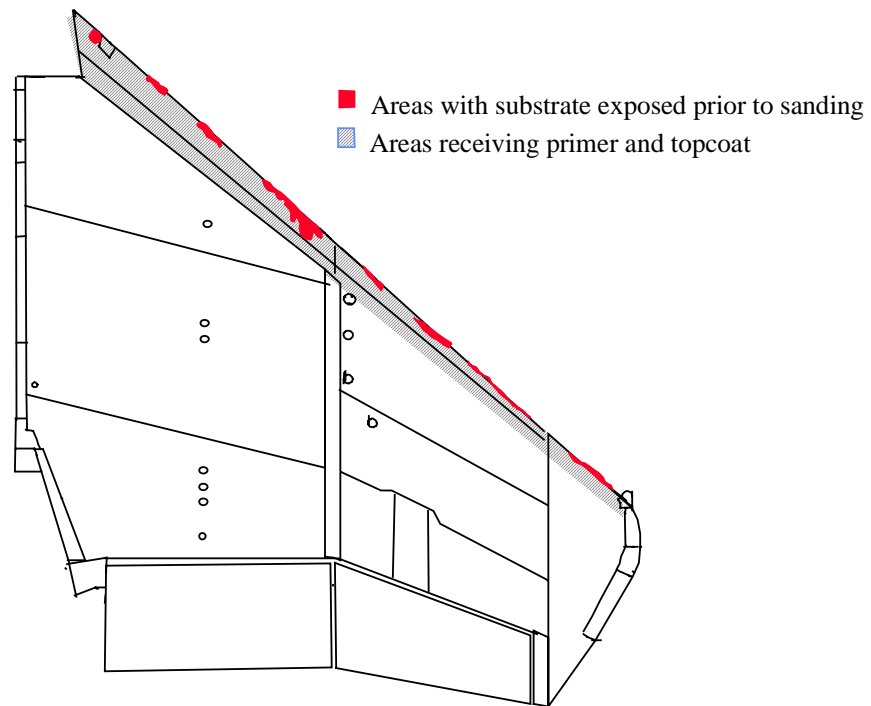 Areas with substrate exposed prior to sanding
Areas receiving primer and topcoat